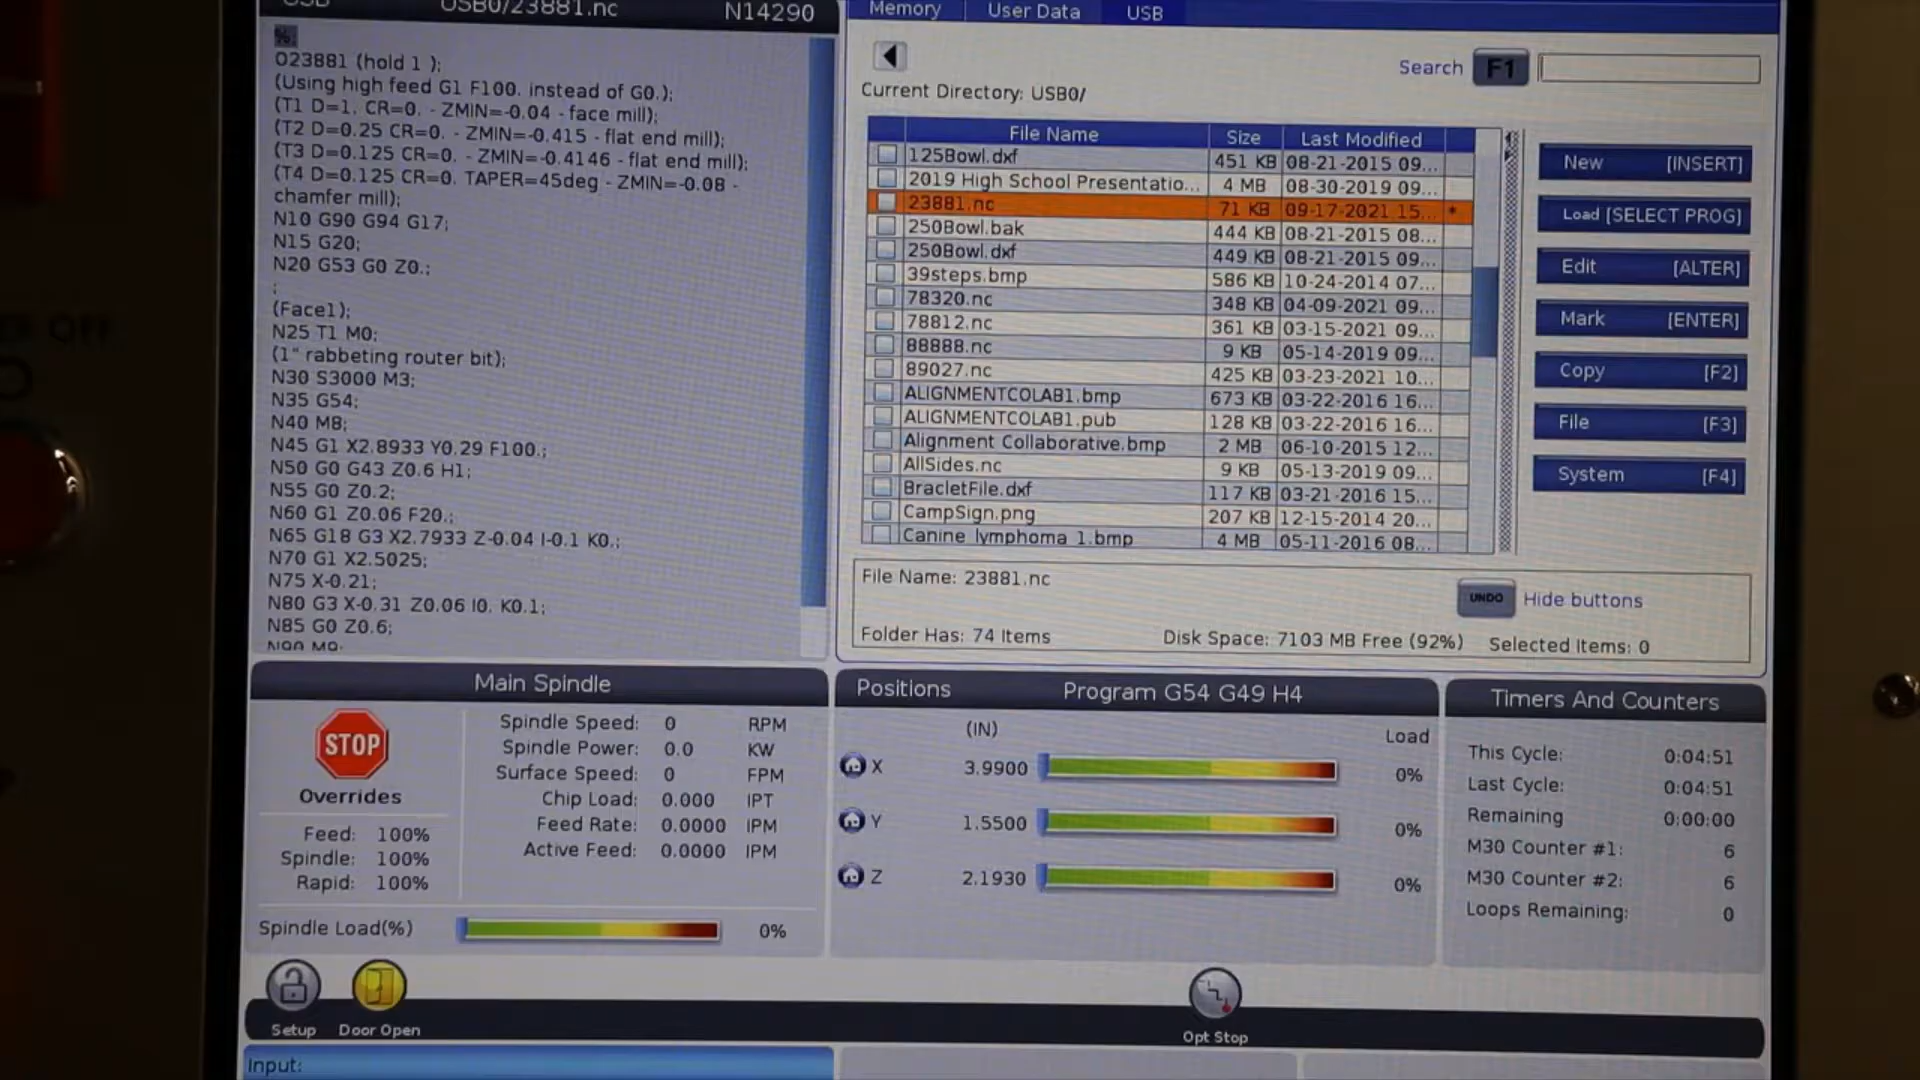 USB USB0/23881.nc N14290
%;
O23881 (hold 1 );
(Using high feed G1 F100. instead of G0.);
(T1 D=1. CR=0. - ZMIN=-0.04 - face mill);
(T2 D=0.25 CR=0. - ZMIN=-0.415 - flat end mill);
(T3 D=0.125 CR=0. - ZMIN=-0.4146 - flat end mill);
(T4 D=0.125 CR=0. TAPER=45deg - ZMIN=-0.08 -
chamfer mill);
N10 G90 G94 G17;
N15 G20;
N20 G53 G0 Z0.;
;
(Face1);
N25 T1 M0;
(1" rabbeting router bit);
N30 S3000 M3;
N35 G54;
N40 M8;
N45 G1 X2.8933 Y0.29 F100.;
N50 G0 G43 Z0.6 H1;
N55 G0 Z0.2;
N60 G1 Z0.06 F20.;
N65 G18 G3 X2.7933 Z-0.04 I-0.1 K0.;
N70 G1 X2.5025;
N75 X-0.21;
N80 G3 X-0.31 Z0.06 I0. K0.1;
N85 G0 Z0.6;
N90 M9;
Memory User Data USB
Search F1
Current Directory: USB0/
File Name Size Last Modified
125Bowl.dxf 451 KB 08-21-2015 09...
2019 High School Presentatio... 4 MB 08-30-2019 09...
23881.nc 71 KB 09-17-2021 15... *
250Bowl.bak 444 KB 08-21-2015 08...
250Bowl.dxf 449 KB 08-21-2015 09...
39steps.bmp 586 KB 10-24-2014 07...
78320.nc 348 KB 04-09-2021 09...
78812.nc 361 KB 03-15-2021 09...
88888.nc 9 KB 05-14-2019 09...
89027.nc 425 KB 03-23-2021 10...
ALIGNMENTCOLAB1.bmp 673 KB 03-22-2016 16...
ALIGNMENTCOLAB1.pub 128 KB 03-22-2016 16...
Alignment Collaborative.bmp 2 MB 06-10-2015 12...
AllSides.nc 9 KB 05-13-2019 09...
BracletFile.dxf 117 KB 03-21-2016 15...
CampSign.png 207 KB 12-15-2014 20...
Canine lymphoma 1.bmp 4 MB 05-11-2016 08...
New [INSERT]
Load [SELECT PROG]
Edit [ALTER]
Mark [ENTER]
Copy [F2]
File [F3]
System [F4]
File Name: 23881.nc
UNDO Hide buttons
Folder Has: 74 Items Disk Space: 7103 MB Free (92%) Selected Items: 0
Main Spindle
STOP
Overrides
Feed: 100%
Spindle: 100%
Rapid: 100%
Spindle Speed: 0 RPM
Spindle Power: 0.0 KW
Surface Speed: 0 FPM
Chip Load: 0.000 IPT
Feed Rate: 0.0000 IPM
Active Feed: 0.0000 IPM
Spindle Load(%) 0%
Positions Program G54 G49 H4
(IN) Load
X 3.9900 0%
Y 1.5500 0%
Z 2.1930 0%
Timers And Counters
This Cycle: 0:04:51
Last Cycle: 0:04:51
Remaining 0:00:00
M30 Counter #1: 6
M30 Counter #2: 6
Loops Remaining: 0
Setup Door Open Opt Stop
Input:
OFF